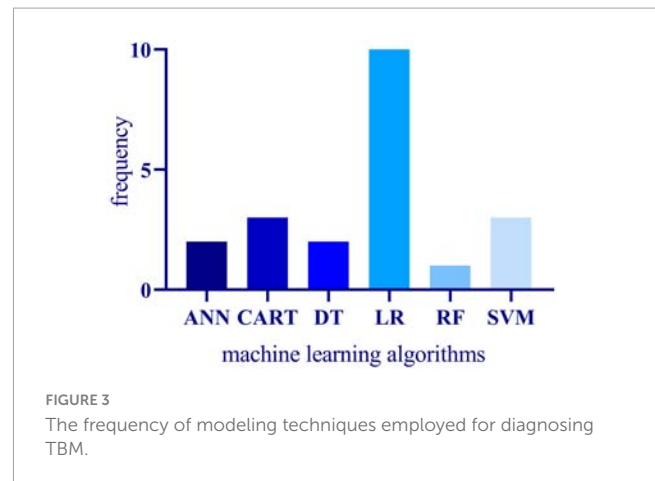 10
5
0
frequency
ANN CART DT LR RF SVM
machine learning algorithms
FIGURE 3
The frequency of modeling techniques employed for diagnosing
TBM.